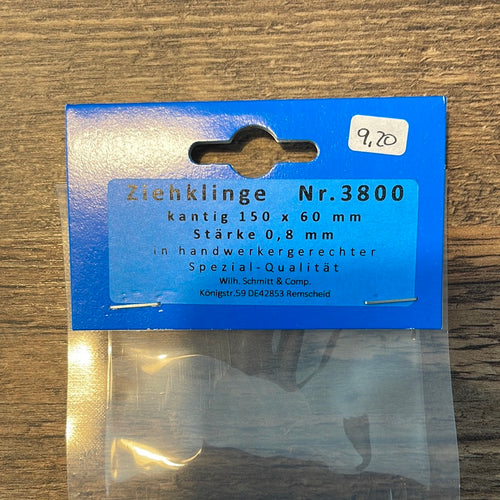 9,20
Ziehklinge Nr.3800
kantig 150 x 60 mm
Stärke 0,8 mm
in handwerkergerechter
Spezial-Qualität
Wilh. Schmitt & Comp.
Königstr.59 DE42853 Remscheid